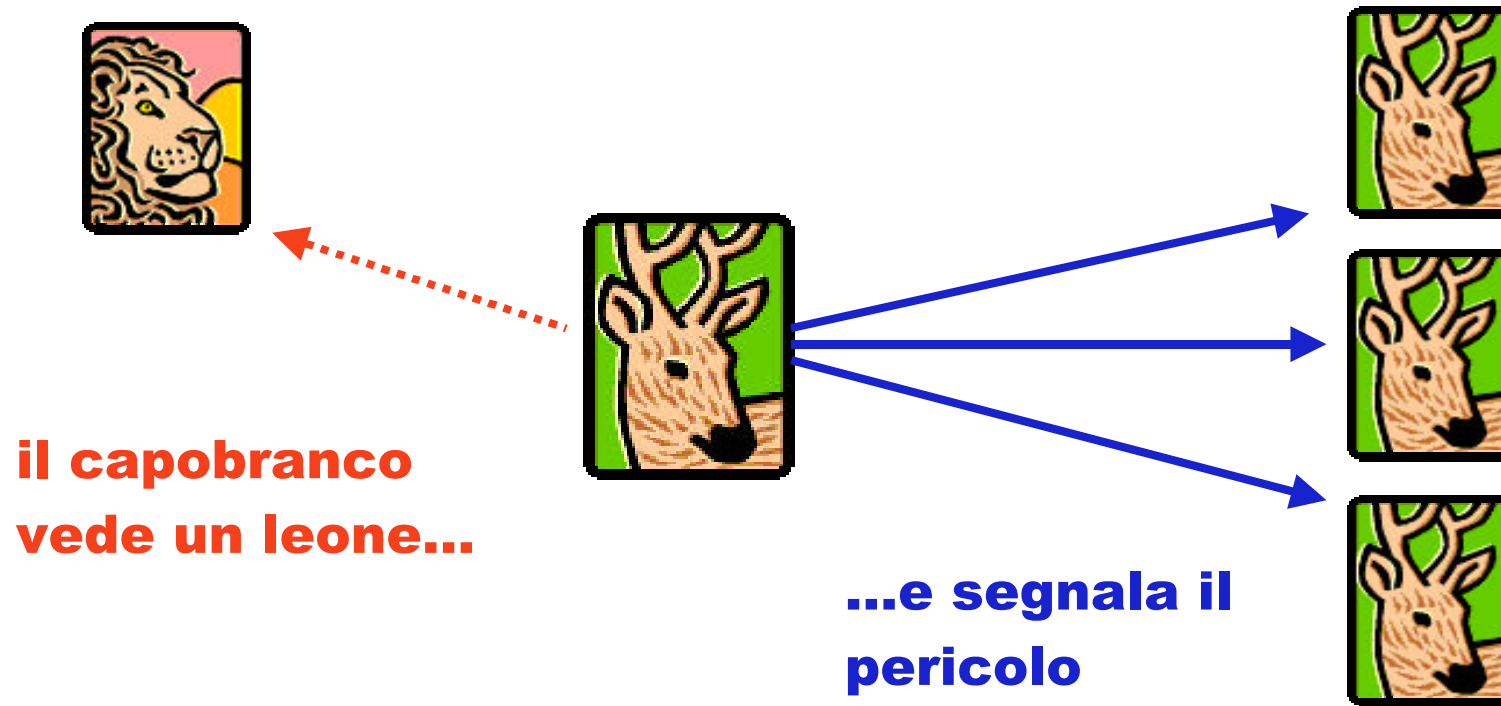 il capobranco
vede un leone...
...e segnala il
pericolo